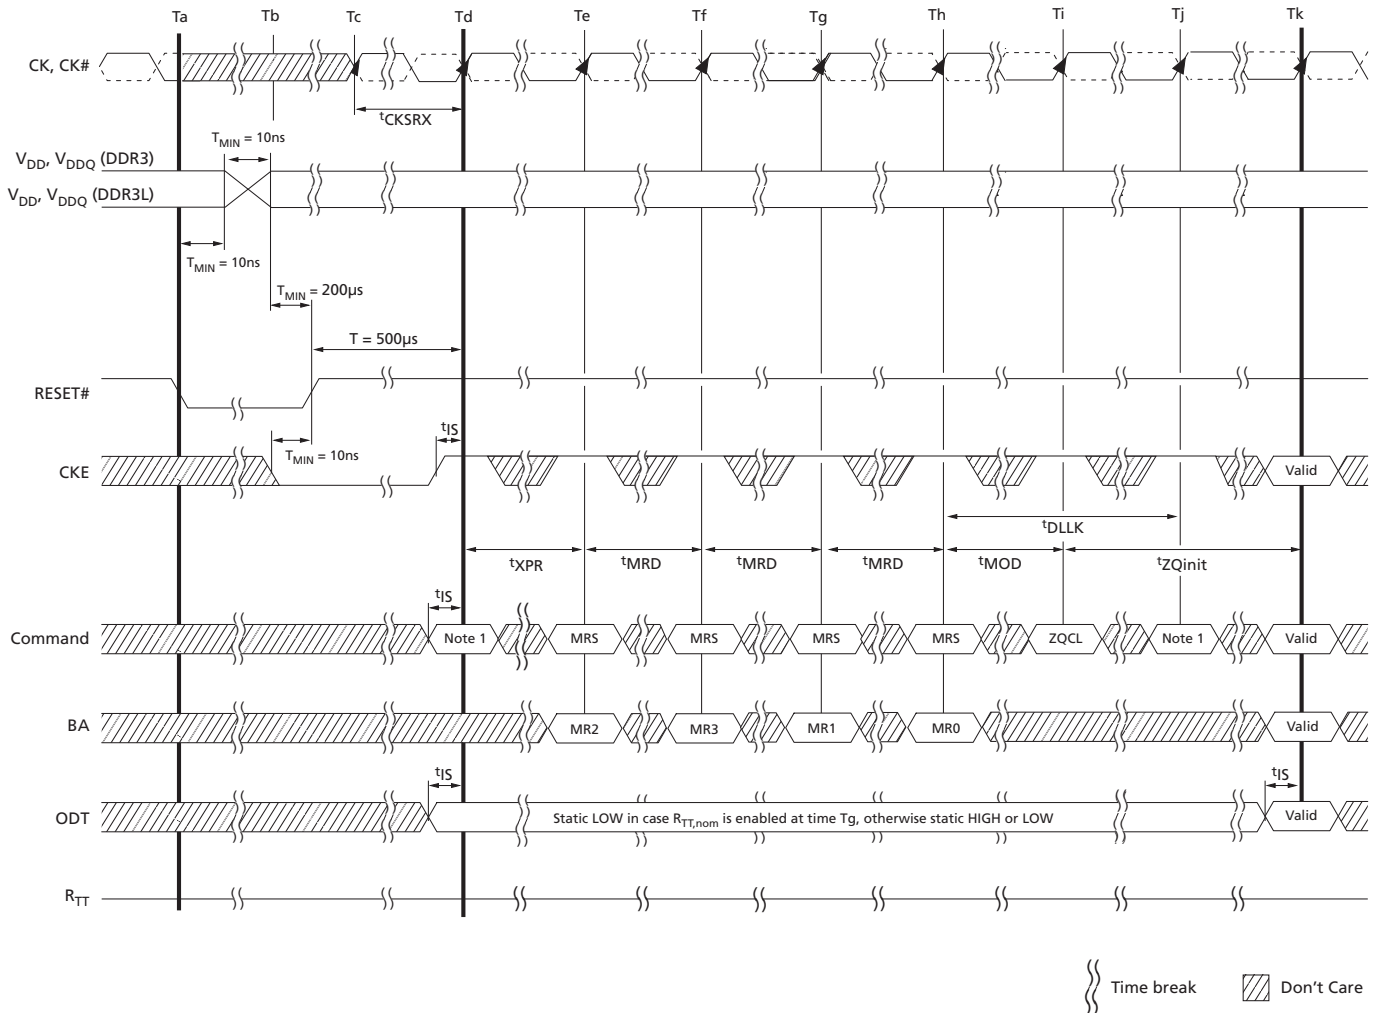 Ta Tb Tc Td Te Tf Tg Th Ti Tj Tk
CK, CK#
tCKSRX
TMIN = 10ns
VDD, VDDQ (DDR3)
VDD, VDDQ (DDR3L)
TMIN = 10ns
TMIN = 200µs
T = 500µs
RESET#
tIS
TMIN = 10ns
CKE
Valid
tDLLK
tXPR tMRD tMRD tMRD tMOD tZQinit
tIS
Command Note 1 MRS MRS MRS MRS ZQCL Note 1 Valid
BA MR2 MR3 MR1 MR0 Valid
tIS tIS
ODT Static LOW in case RTT,nom is enabled at time Tg, otherwise static HIGH or LOW Valid
RTT
Time break Don't Care